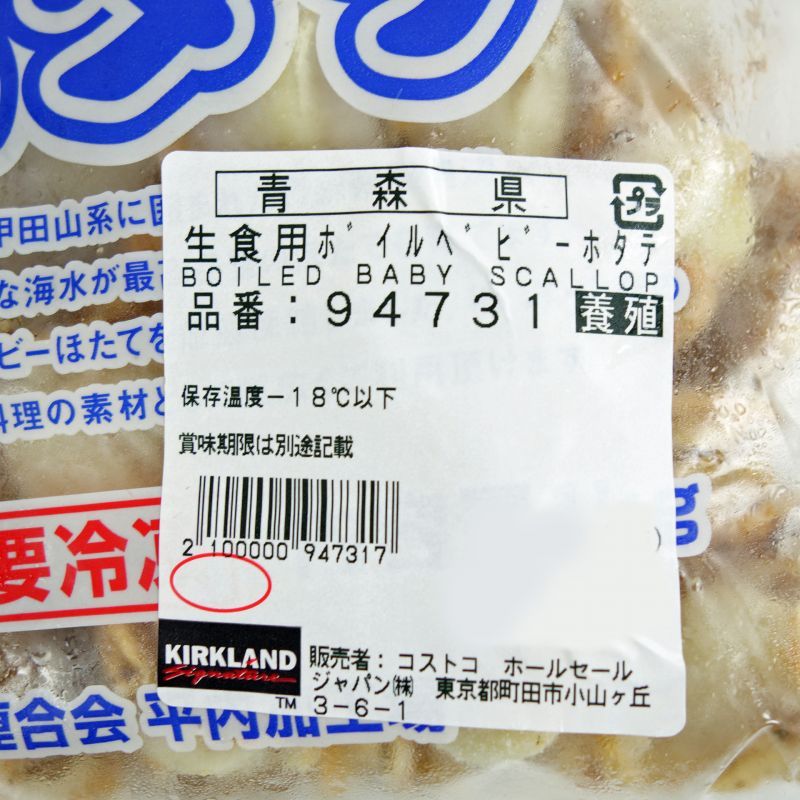 青森県
プラ
甲田山系に
生食用ﾎﾞｲﾙﾍﾞﾋﾞｰﾎﾀﾃ
BOILED BABY SCALLOP
な海水が最
品番:94731 養殖
ビーほたてを
料理の素材と
保存温度-18℃以下
賞味期限は別途記載
2 100000 947317
要冷
KIRKLAND
Signature
TM
販売者:コストコ ホールセール
ジャパン㈱ 東京都町田市小山ヶ丘
3-6-1
連合会 平内加工場